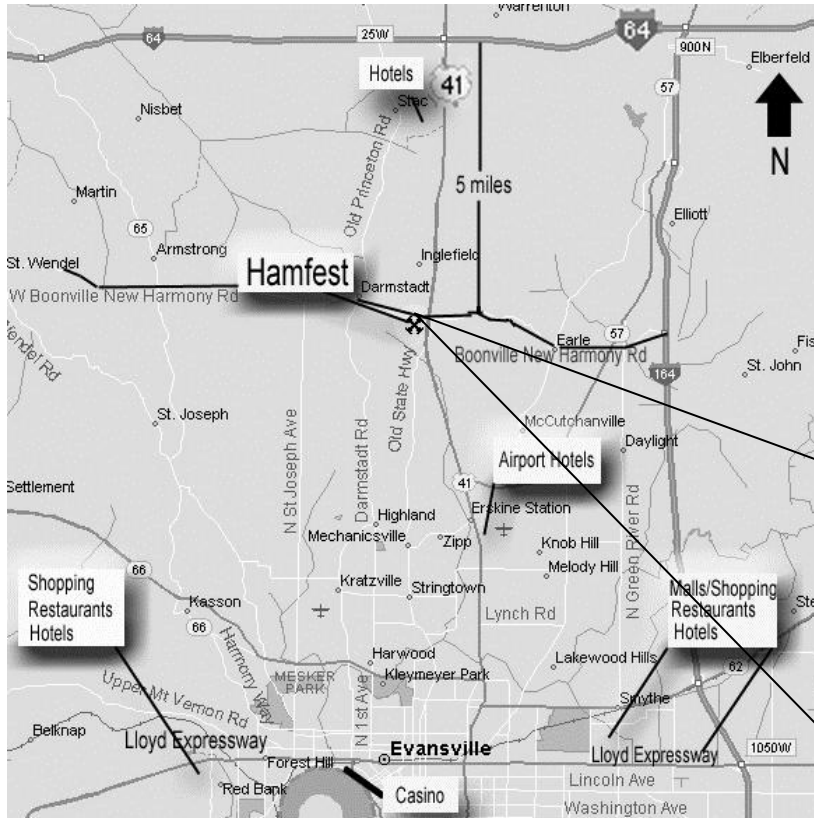 Warrenton
64
25W
64
900N
Elberfeld
Hotels
41
57
Stac
Nisbet
N
Old Princeton Rd
5 miles
Martin
65
Elliott
Armstrong
Inglefield
St. Wendel
Hamfest
Darmstadt
W Boonville New Harmony Rd
57
Earle
Boonville New Harmony Rd
Fis
Wendel Rd
Old State Hwy
164
St. John
St. Joseph
N St Joseph Ave
Darmstadt Rd
McCutchanville
Daylight
Airport Hotels
Settlement
41
Highland
Erskine Station
Mechanicsville
Zipp
Knob Hill
N Green River Rd
66
Shopping
Restaurants
Hotels
Kratzville
Stringtown
Melody Hill
Malls/Shopping
Restaurants
Hotels
Ste
Kasson
Lynch Rd
66
Harmony Way
Harwood
Lakewood Hills
62
MESKER
PARK
Kleymeyer Park
Upper Mt Vernon Rd
N 1st Ave
Smythe
Belknap
Lloyd Expressway
Evansville
Lloyd Expressway
1050W
Forest Hill
Lincoln Ave
Red Bank
Casino
Washington Ave